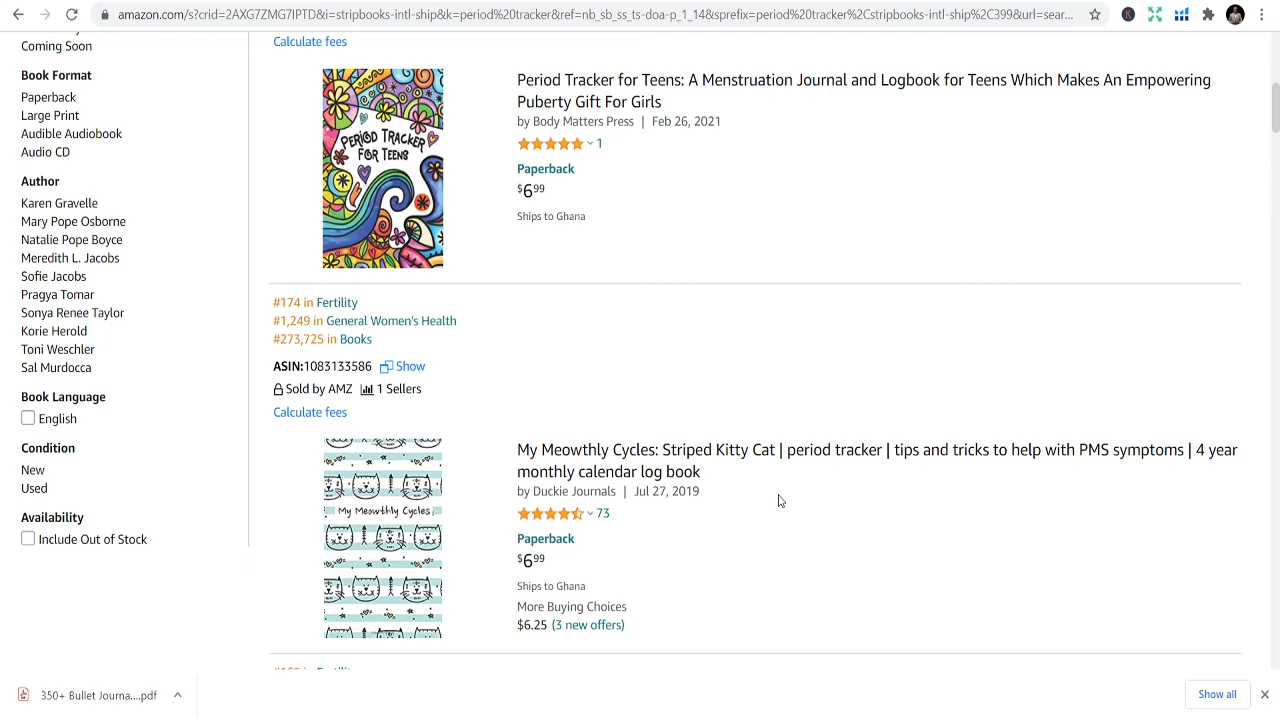 amazon.com/s?crid=2AXG7ZMG7IPTD&i=stripbooks-intl-ship&k=period%20tracker&ref=nb_sb_ss_ts-doa-p_1_14&sprefix=period%20tracker%2Cstripbooks-intl-ship%2C399&url=sear...
Coming Soon
Book Format
Paperback
Large Print
Audible Audiobook
Audio CD
Author
Karen Gravelle
Mary Pope Osborne
Natalie Pope Boyce
Meredith L. Jacobs
Sofie Jacobs
Pragya Tomar
Sonya Renee Taylor
Korie Herold
Toni Weschler
Sal Murdocca
Book Language
English
Condition
New
Used
Availability
Include Out of Stock
Calculate fees
PERIOD TRACKER
FOR TEENS
Period Tracker for Teens: A Menstruation Journal and Logbook for Teens Which Makes An Empowering
Puberty Gift For Girls
by Body Matters Press | Feb 26, 2021
1
Paperback
$699
Ships to Ghana
#174 in Fertility
#1,249 in General Women's Health
#273,725 in Books
ASIN:1083133586 Show
Sold by AMZ 1 Sellers
Calculate fees
My Meowthly Cycles
My Meowthly Cycles: Striped Kitty Cat | period tracker | tips and tricks to help with PMS symptoms | 4 year
monthly calendar log book
by Duckie Journals | Jul 27, 2019
73
Paperback
$699
Ships to Ghana
More Buying Choices
$6.25 (3 new offers)
350+ Bullet Journa....pdf
Show all